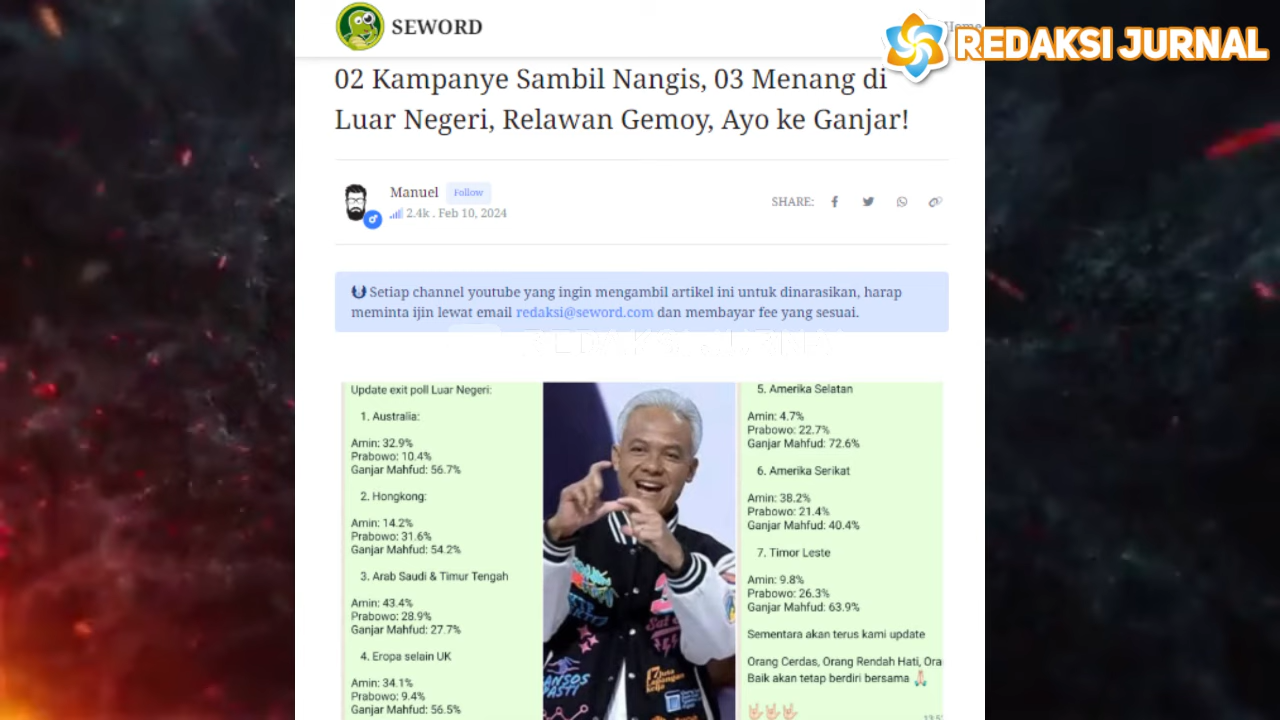 SEWORD
Home
REDAKSI JURNAL
02 Kampanye Sambil Nangis, 03 Menang di
Luar Negeri, Relawan Gemoy, Ayo ke Ganjar!
Manuel Follow
2.4k . Feb 10, 2024
SHARE:
Setiap channel youtube yang ingin mengambil artikel ini untuk dinarasikan, harap
meminta ijin lewat email redaksi@seword.com dan membayar fee yang sesuai.
REDAKSI JURNAL
Update exit poll Luar Negeri:
1. Australia:
Amin: 32.9%
Prabowo: 10.4%
Ganjar Mahfud: 56.7%
2. Hongkong:
Amin: 14.2%
Prabowo: 31.6%
Ganjar Mahfud: 54.2%
3. Arab Saudi & Timur Tengah
Amin: 43.4%
Prabowo: 28.9%
Ganjar Mahfud: 27.7%
4. Eropa selain UK
Amin: 34.1%
Prabowo: 9.4%
Ganjar Mahfud: 56.5%
5. Amerika Selatan
Amin: 4.7%
Prabowo: 22.7%
Ganjar Mahfud: 72.6%
6. Amerika Serikat
Amin: 38.2%
Prabowo: 21.4%
Ganjar Mahfud: 40.4%
7. Timor Leste
Amin: 9.8%
Prabowo: 26.3%
Ganjar Mahfud: 63.9%
Sementara akan terus kami update
Orang Cerdas, Orang Rendah Hati, Ora
Baik akan tetap berdiri bersama